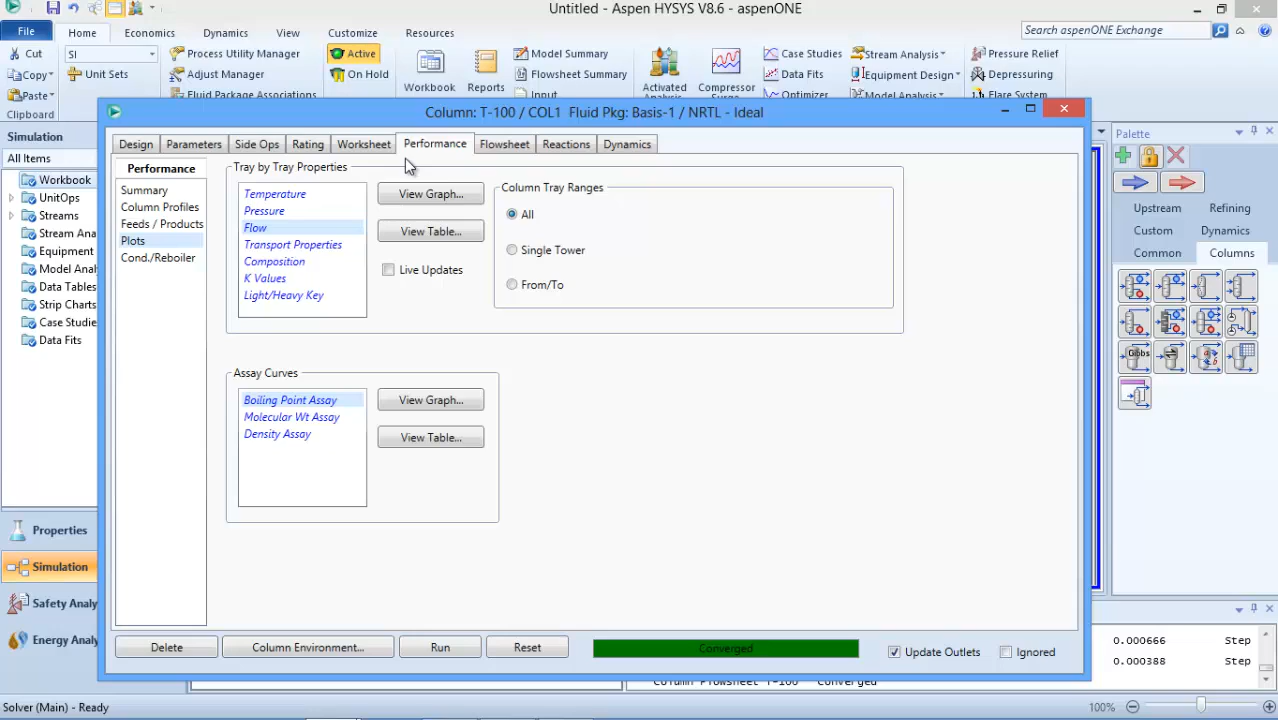 Untitled - Aspen HYSYS V8.6 - aspenONE
File Home Economics Dynamics View Customize Resources
Search aspenONE Exchange
Cut SI Process Utility Manager Active Model Summary Case Studies Stream Analysis Pressure Relief
Copy Unit Sets Adjust Manager On Hold Workbook Reports Flowsheet Summary Activated Compressor Data Fits Equipment Design Depressuring
Paste Fluid Package Associations Input Analysis Surge Optimizer Model Analysis Flare System
Clipboard
Column: T-100 / COL1 Fluid Pkg: Basis-1 / NRTL - Ideal
Simulation
All Items
Workbook
UnitOps
Streams
Stream Ana
Equipment
Model Anal
Data Tables
Strip Charts
Case Studie
Data Fits
Properties
Simulation
Safety Analy
Energy Analy
Design Parameters Side Ops Rating Worksheet Performance Flowsheet Reactions Dynamics
Performance
Summary
Column Profiles
Feeds / Products
Plots
Cond./Reboiler
Tray by Tray Properties
Temperature
Pressure
Flow
Transport Properties
Composition
K Values
Light/Heavy Key
View Graph...
View Table...
Live Updates
Column Tray Ranges
All
Single Tower
From/To
Assay Curves
Boiling Point Assay
Molecular Wt Assay
Density Assay
View Graph...
View Table...
Delete Column Environment... Run Reset Converged Update Outlets Ignored
Palette
Upstream Refining
Custom Dynamics
Common Columns
Gibbs
0.000666 Step
0.000388 Step
Column Flowsheet T-100 Converged
Solver (Main) - Ready
100%